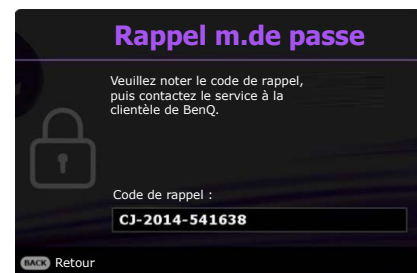 Rappel m.de passe
Veuillez noter le code de rappel,
puis contactez le service à la
clientèle de BenQ.
Code de rappel :
CJ-2014-541638
BACK Retour